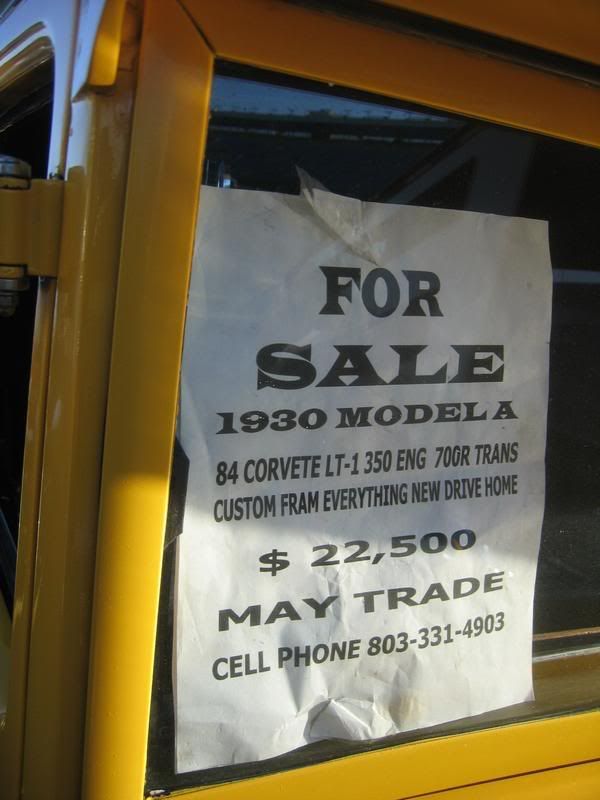 FOR
SALE
1930 MODEL A
84 CORVETE LT-1 350 ENG 700R TRANS
CUSTOM FRAM EVERYTHING NEW DRIVE HOME
$ 22,500
MAY TRADE
CELL PHONE 803-331-4903